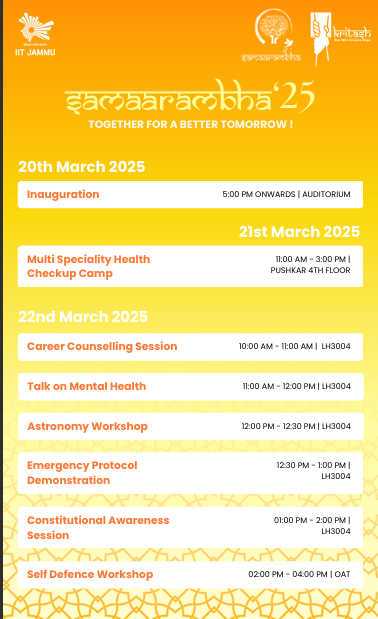 IIT JAMMU
samaarambha
kritash
samaarambha'25
TOGETHER FOR A BETTER TOMORROW !
20th March 2025
Inauguration
5:00 PM ONWARDS | AUDITORIUM
21st March 2025
Multi Speciality Health
Checkup Camp
11:00 AM - 3:00 PM |
PUSHKAR 4TH FLOOR
22nd March 2025
Career Counselling Session
10:00 AM - 11:00 AM | LH3004
Talk on Mental Health
11:00 AM - 12:00 PM | LH3004
Astronomy Workshop
12:00 PM - 12:30 PM | LH3004
Emergency Protocol
Demonstration
12:30 PM - 1:00 PM |
LH3004
Constitutional Awareness
Session
01:00 PM - 2:00 PM |
LH3004
Self Defence Workshop
02:00 PM - 04:00 PM | OAT